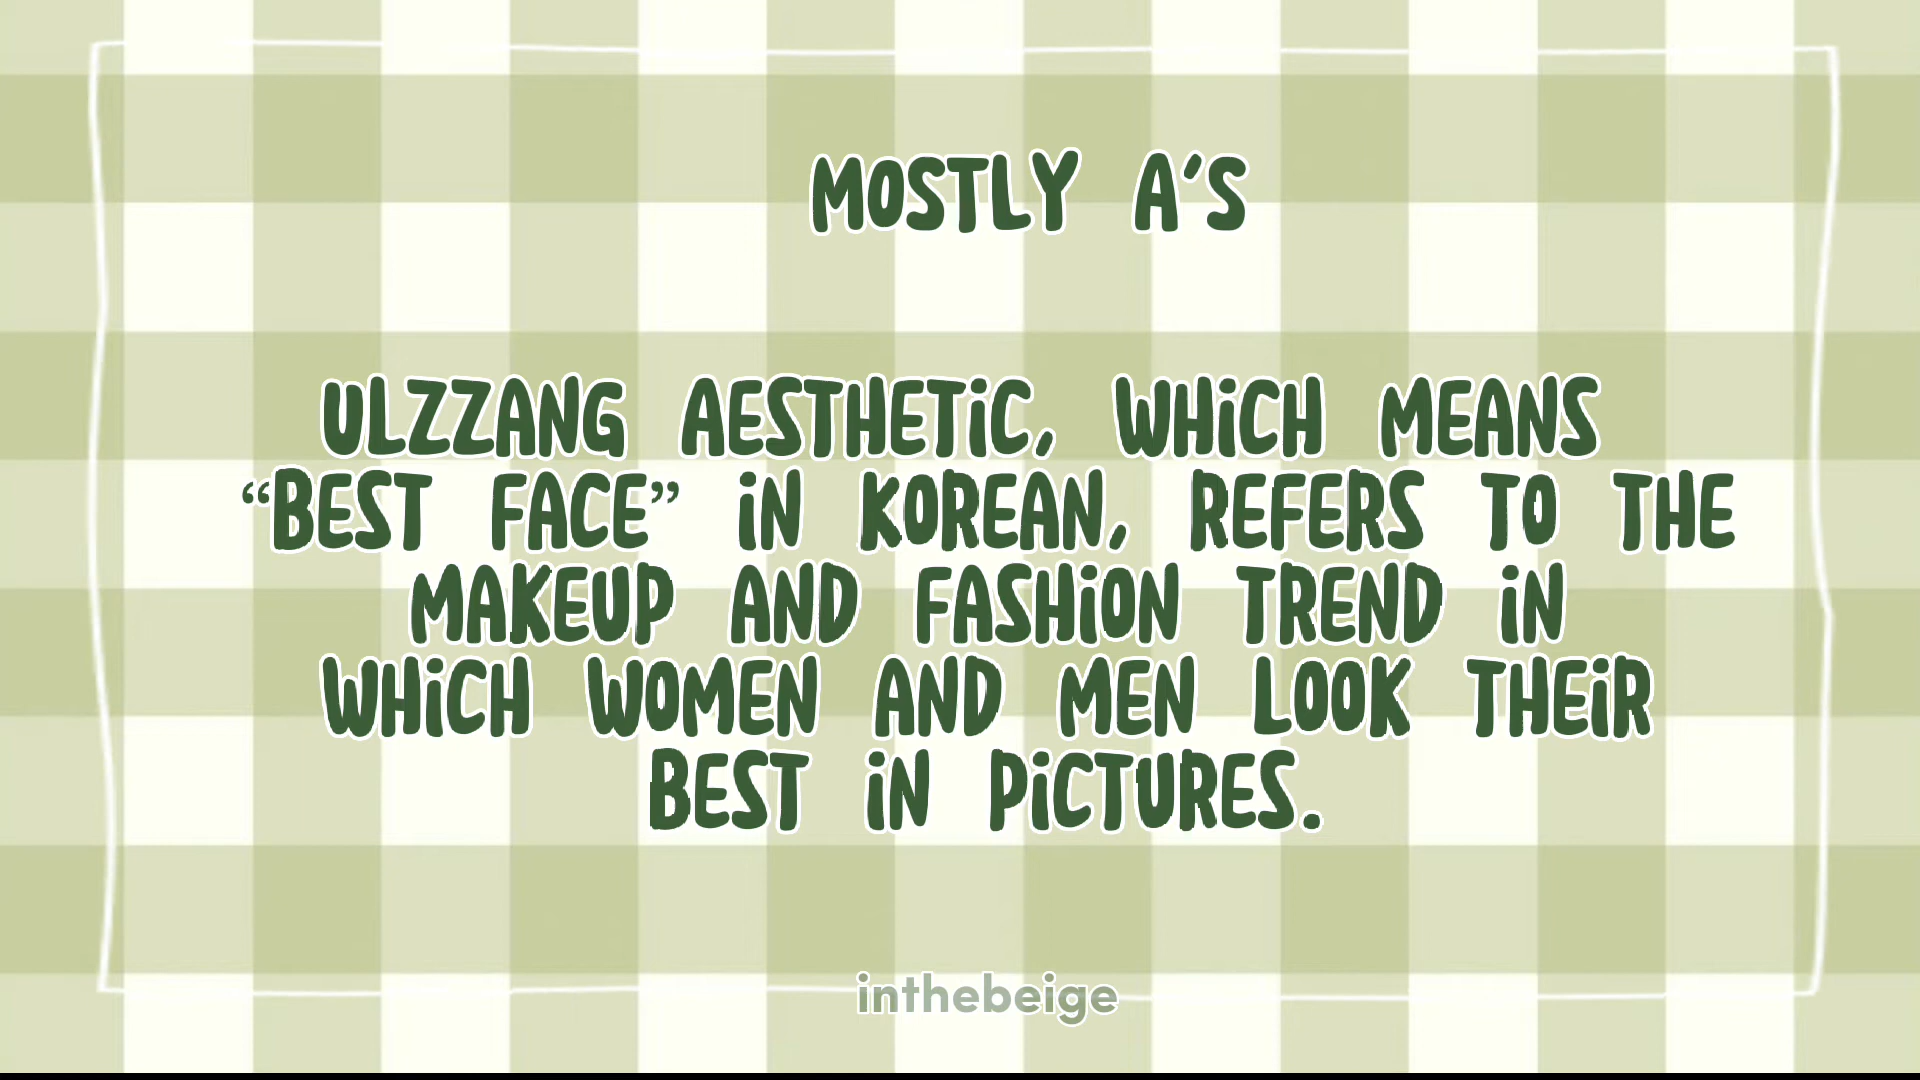 MOSTLY A'S
ULZZANG AESTHETIC, WHICH MEANS
“BEST FACE” IN KOREAN, REFERS TO THE
MAKEUP AND FASHION TREND IN
WHICH WOMEN AND MEN LOOK THEIR
BEST IN PICTURES.
inthebeige